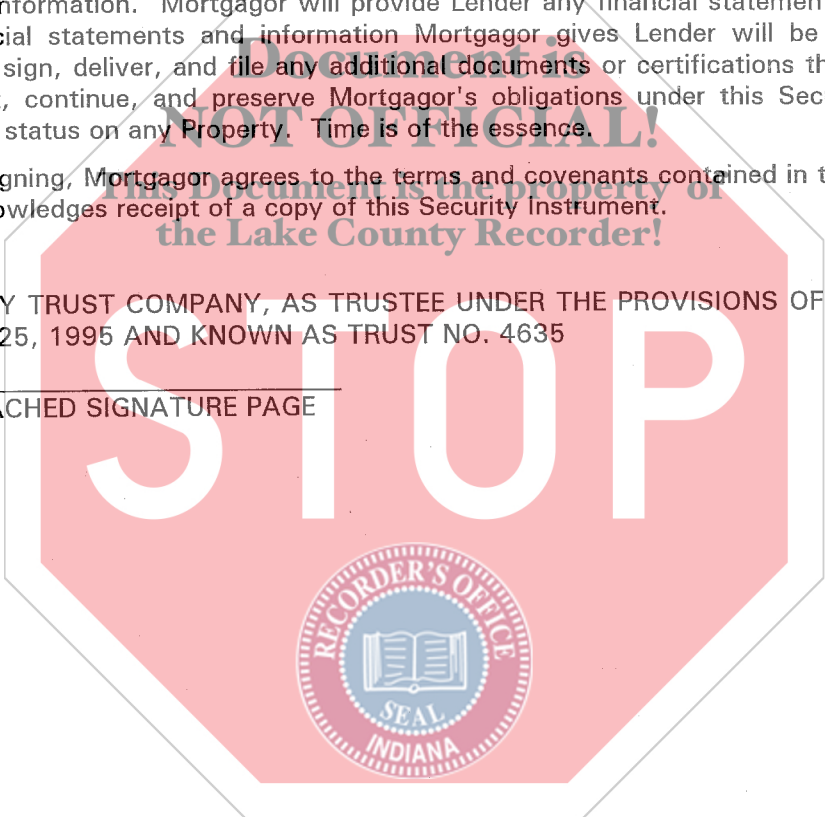 nformation. Mortgagor will provide Lender any financial statemen
cial statements and information Mortgagor gives Lender will be
Document is
sign, deliver, and file any additional documents or certifications th
, continue, and preserve Mortgagor's obligations under this Sec
NOT OFFICIAL!
status on any Property. Time is of the essence.
gning, Mortgagor agrees to the terms and covenants contained in t
This Document is the property of
owledges receipt of a copy of this Security Instrument.
the Lake County Recorder!
Y TRUST COMPANY, AS TRUSTEE UNDER THE PROVISIONS OF
25, 1995 AND KNOWN AS TRUST NO. 4635
ACHED SIGNATURE PAGE
STOP
RECORDER'S OFFICE
SEAL
INDIANA